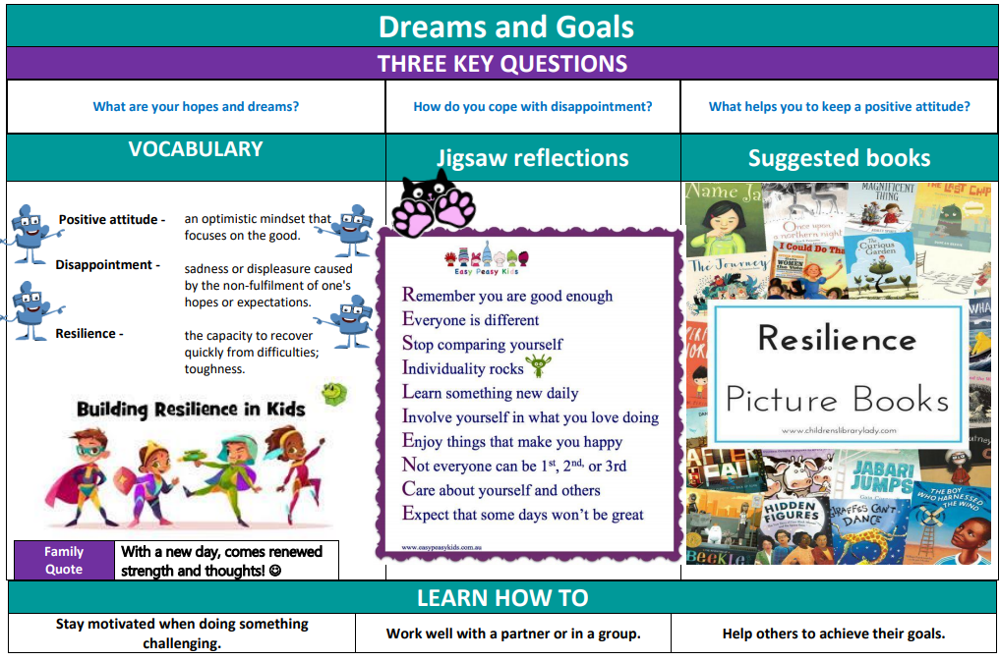 Dreams and Goals
THREE KEY QUESTIONS
What are your hopes and dreams?
How do you cope with disappointment?
What helps you to keep a positive attitude?
VOCABULARY
Positive attitude -
an optimistic mindset that
focuses on the good.
Disappointment -
sadness or displeasure caused
by the non-fulfilment of one's
hopes or expectations.
Resilience -
the capacity to recover
quickly from difficulties;
toughness.
Building Resilience in Kids
Family
Quote
With a new day, comes renewed
strength and thoughts! ☺
Jigsaw reflections
Easy Peasy Kids
Remember you are good enough
Everyone is different
Stop comparing yourself
Individuality rocks
Learn something new daily
Involve yourself in what you love doing
Enjoy things that make you happy
Not everyone can be 1st, 2nd, or 3rd
Care about yourself and others
Expect that some days won't be great
www.easypeasykids.com.au
Suggested books
Name Ja
MAGNIFICENT
THING
THE LAST CHIP
Once upon
a northern night
I Could Do Tha
WOMEN
The
Curious
Garden
The Journey
Resilience
Picture Books
www.childrenslibrarylady.com
AFTER
FALL
JABARI
JUMPS
THE BOY
WHO HARNESSED
THE WIND
HIDDEN
FIGURES
GIRAFFES CAN'T
DANCE
BEEKLE
LEARN HOW TO
Stay motivated when doing something
challenging.
Work well with a partner or in a group.
Help others to achieve their goals.